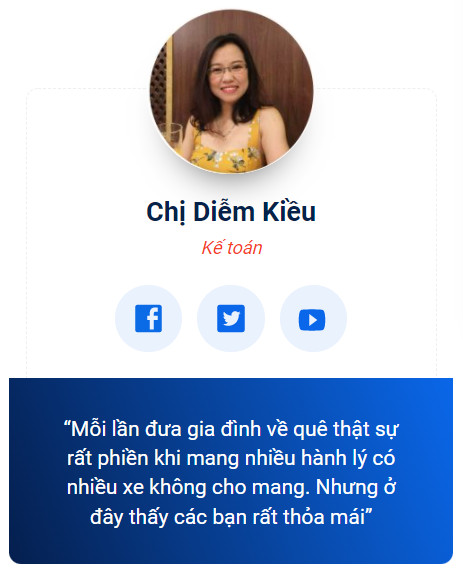 Chị Diễm Kiều
Kế toán
“Mỗi lần đưa gia đình về quê thật sự
rất phiền khi mang nhiều hành lý có
nhiều xe không cho mang. Nhưng ở
đây thấy các bạn rất thỏa mái”